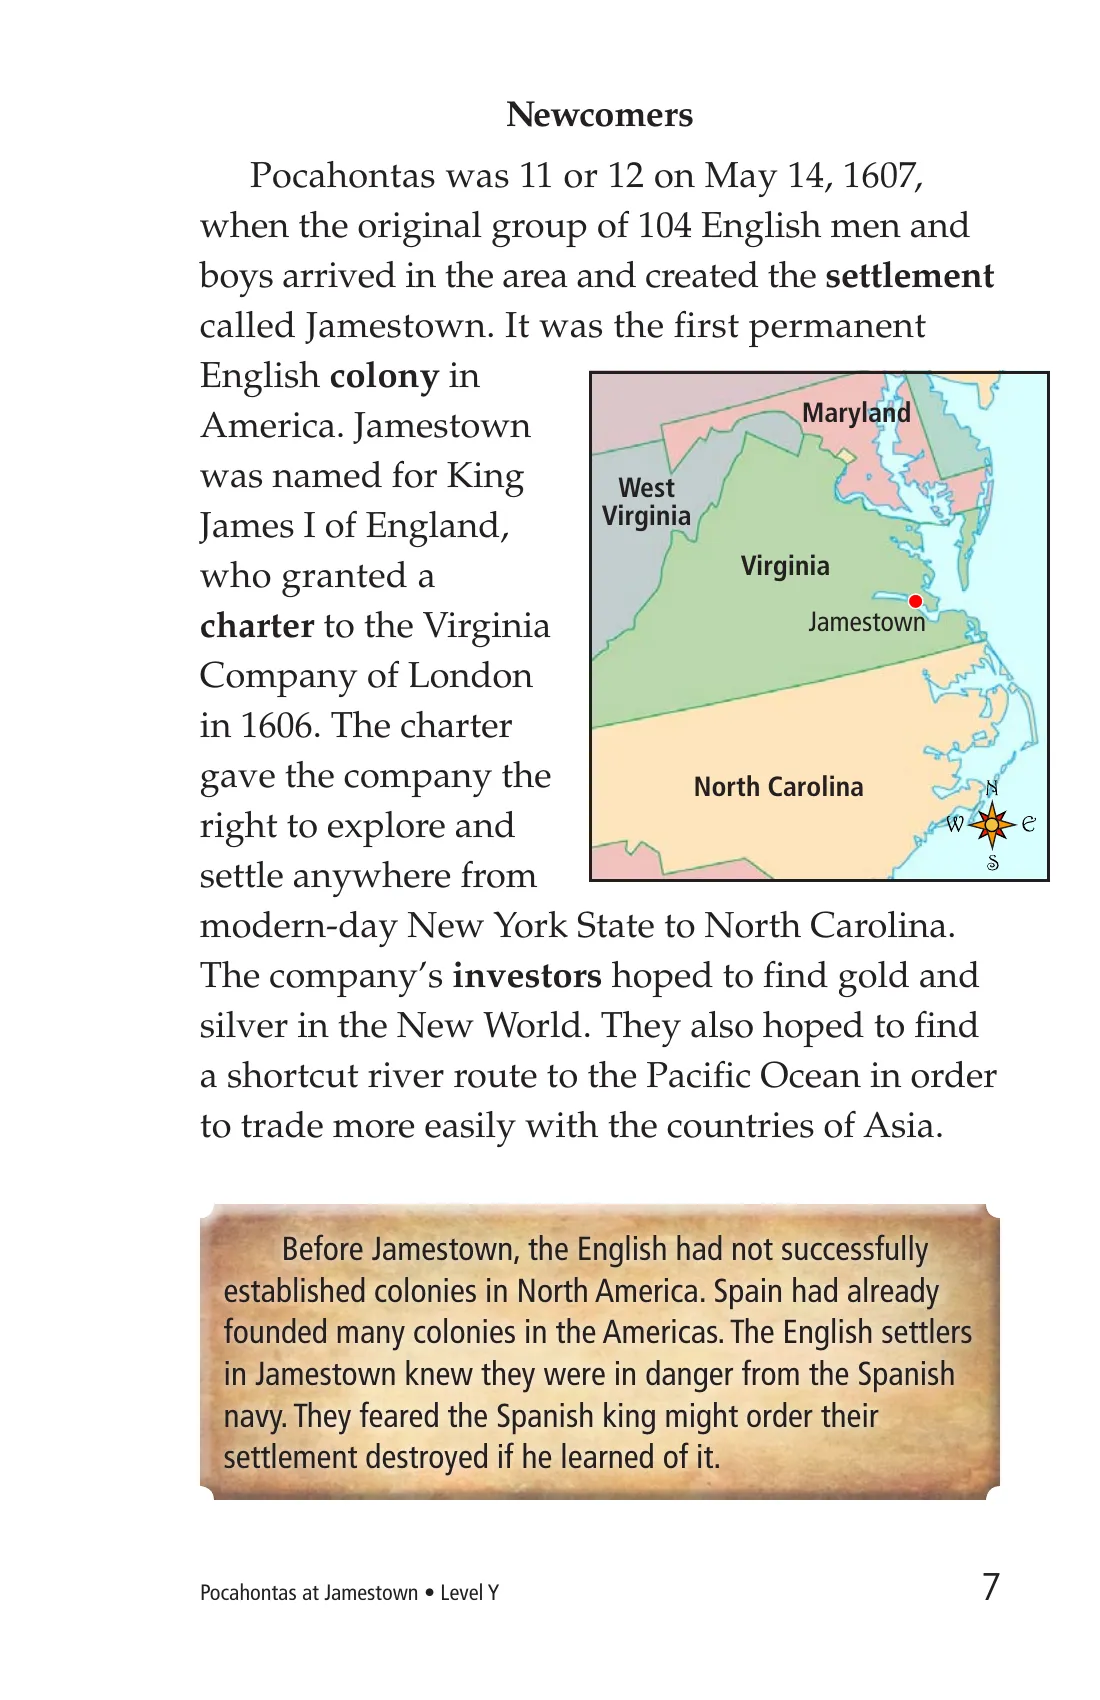 Newcomers
Pocahontas was 11 or 12 on May 14, 1607,
when the original group of 104 English men and
boys arrived in the area and created the settlement
called Jamestown. It was the first permanent
English colony in
America. Jamestown
was named for King
James I of England,
who granted a
charter to the Virginia
Company of London
in 1606. The charter
gave the company the
right to explore and
settle anywhere from
modern-day New York State to North Carolina.
The company’s investors hoped to find gold and
silver in the New World. They also hoped to find
a shortcut river route to the Pacific Ocean in order
to trade more easily with the countries of Asia.
Maryland
West
Virginia
Virginia
Jamestown
North Carolina
N
W E
S
Before Jamestown, the English had not successfully
established colonies in North America. Spain had already
founded many colonies in the Americas. The English settlers
in Jamestown knew they were in danger from the Spanish
navy. They feared the Spanish king might order their
settlement destroyed if he learned of it.
Pocahontas at Jamestown • Level Y 7